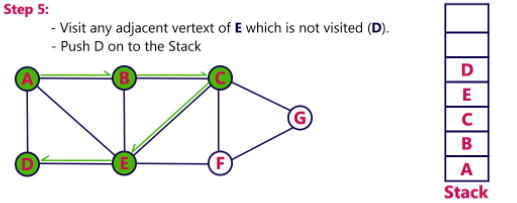 Step 5:
- Visit any adjacent vertext of E which is not visited (D).
- Push D on to the Stack
A
B
C
G
D
E
F
D
E
C
B
A
Stack